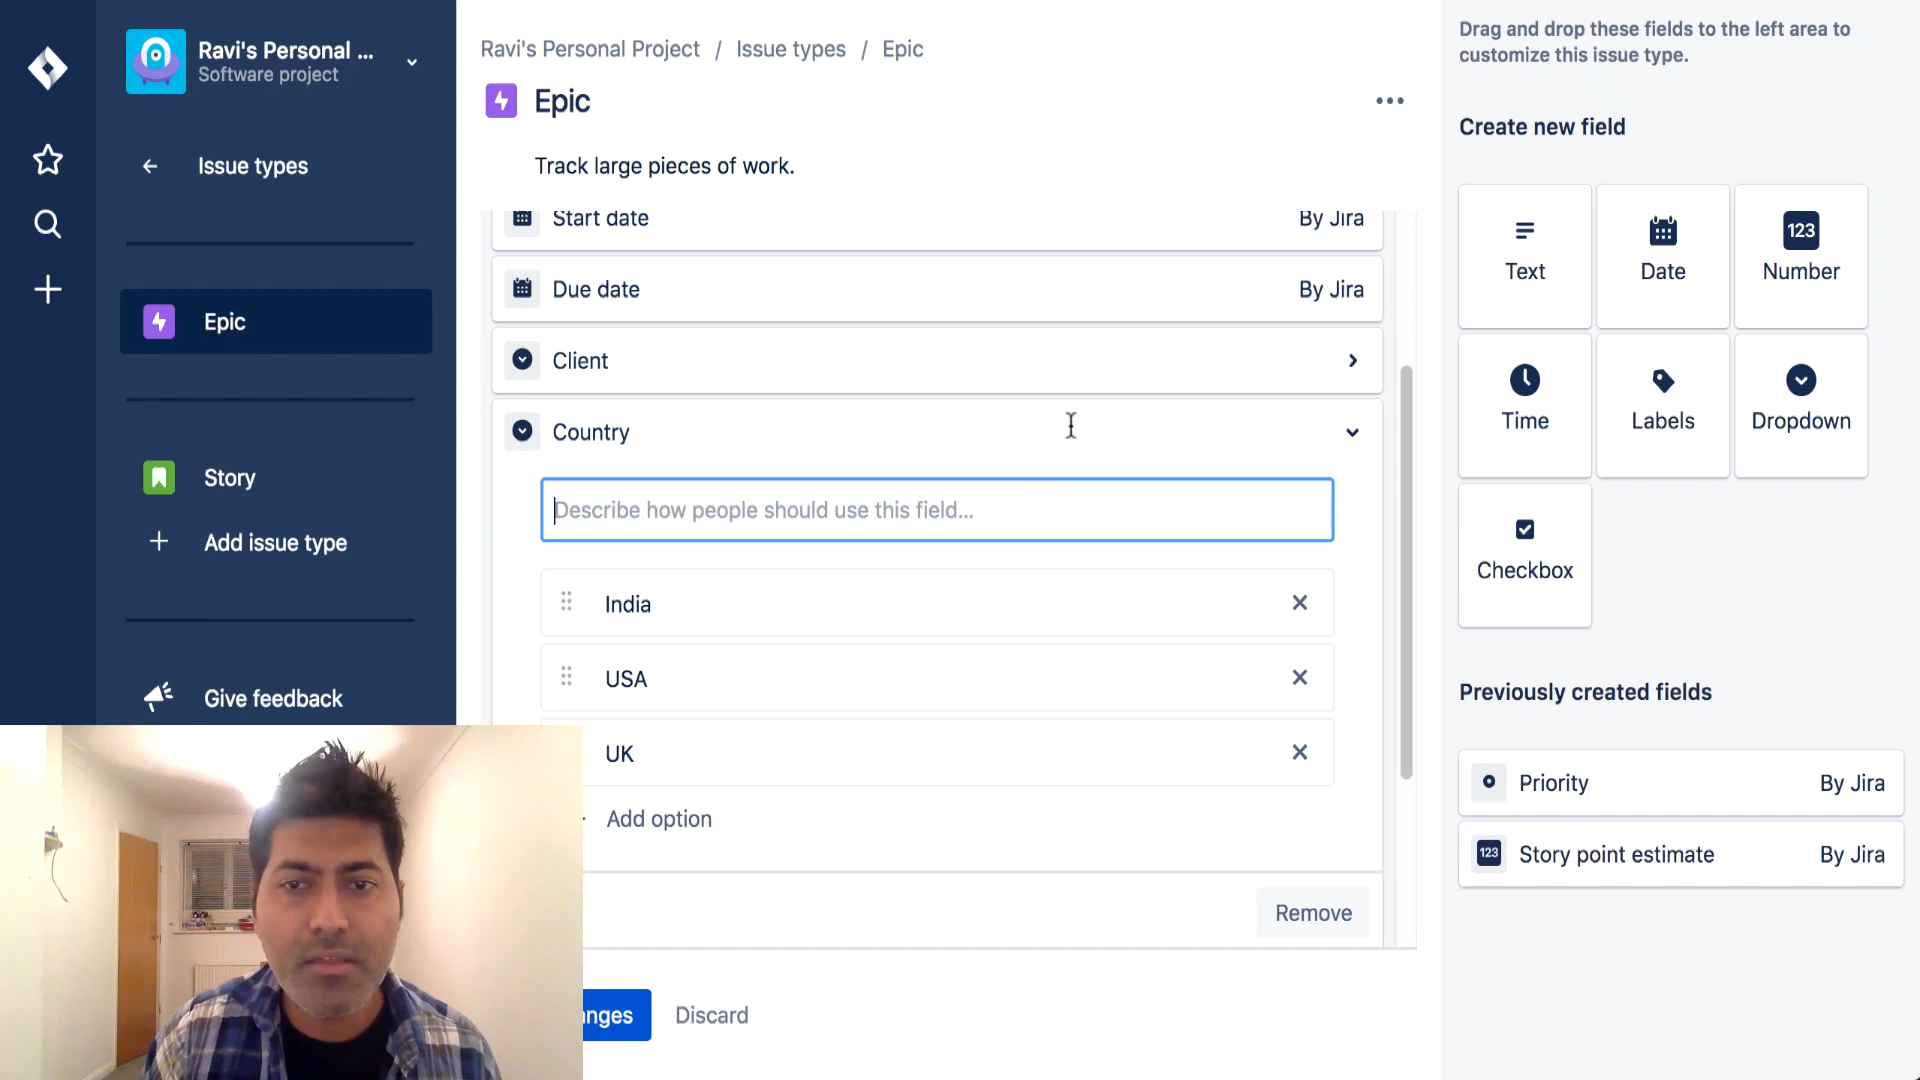 Ravi's Personal ...
Software project
Issue types
Epic
Story
Add issue type
Give feedback
Ravi's Personal Project / Issue types / Epic
Epic
Track large pieces of work.
Start date By Jira
Due date By Jira
Client
Country
Describe how people should use this field...
India
USA
UK
Add option
Remove
nges Discard
Drag and drop these fields to the left area to
customize this issue type.
Create new field
Text
Date
123
Number
Time
Labels
Dropdown
Checkbox
Previously created fields
Priority By Jira
123 Story point estimate By Jira